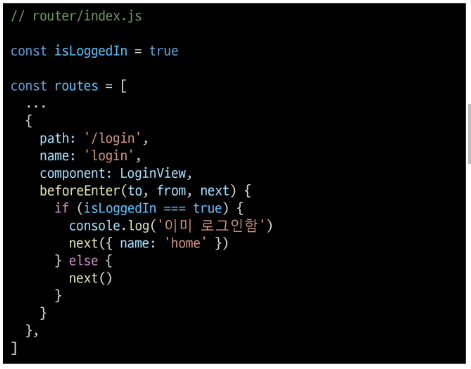 // router/index.js
const isLoggedIn = true
const routes = [
...
{
path: '/login',
name: 'login',
component: LoginView,
beforeEnter(to, from, next) {
if (isLoggedIn === true) {
console.log('이미 로그인함')
next({ name: 'home' })
} else {
next()
}
}
},
]